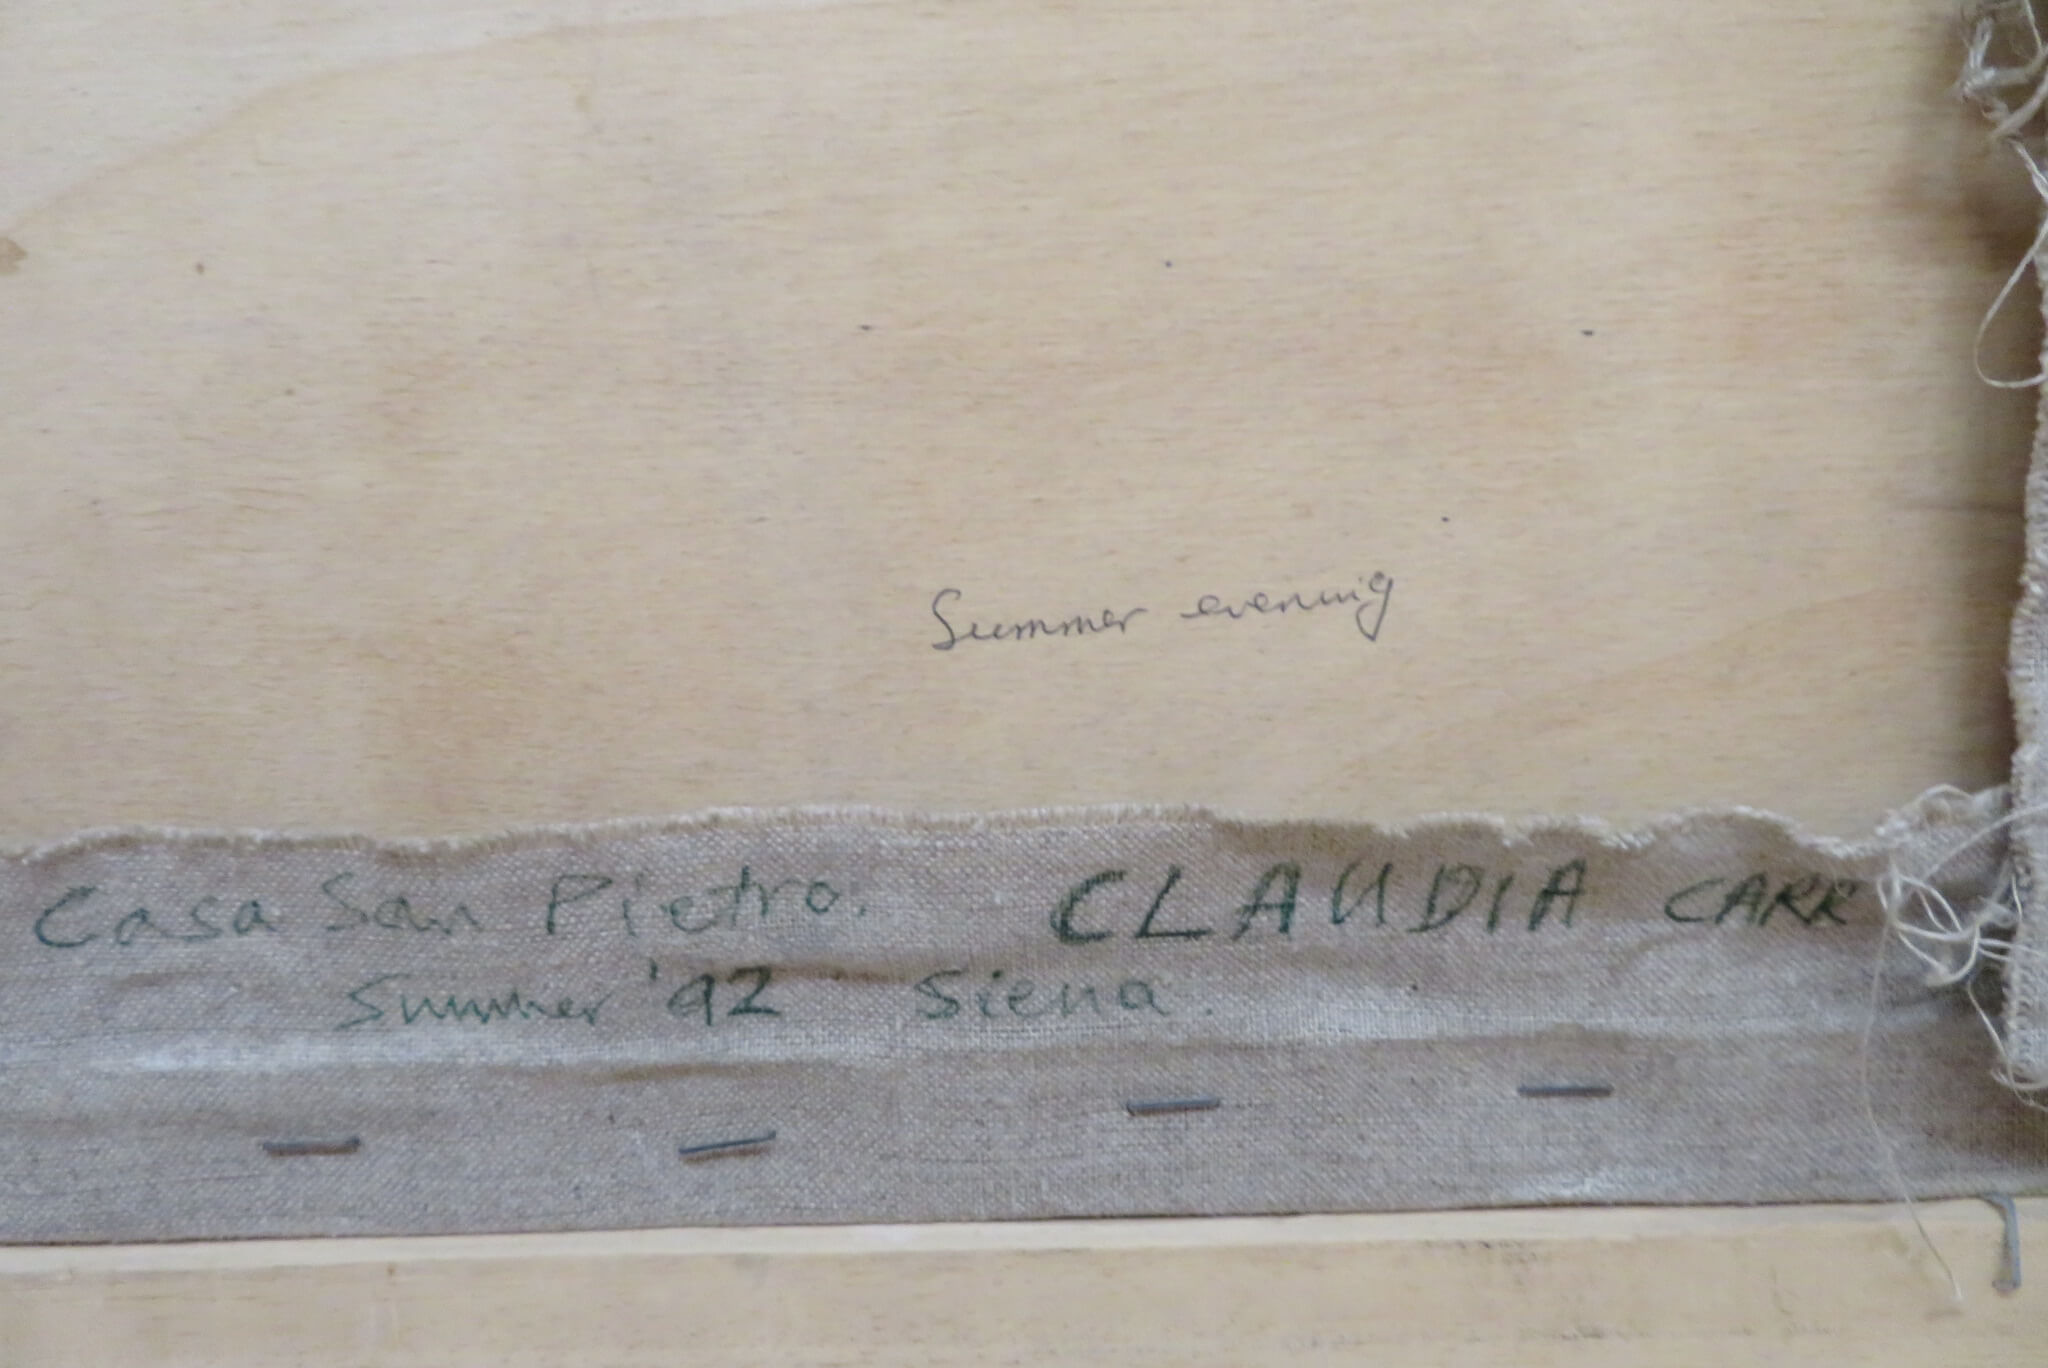 Summer evening
Casa San Pietro. CLAUDIA CARR
Summer '92 Siena.